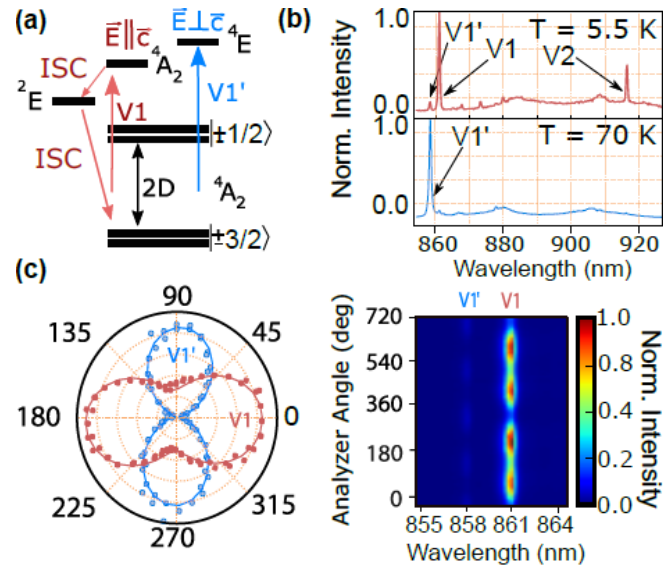 (a)
E∥c
E⊥c
⁴E
ISC
⁴A₂
²E
V1
V1'
|±1/2⟩
ISC
2D
⁴A₂
|±3/2⟩
(b)
Norm. Intensity
1.0
V1'
V1
V2
T = 5.5 K
0.0
1.0
V1'
T = 70 K
0.0
860 880 900 920
Wavelength (nm)
(c)
90
135 45
V1'
180 V1 0
225 315
270
V1' V1
Analyzer Angle (deg)
720
540
360
180
0
855 858 861 864
Wavelength (nm)
1.0
0.8
0.6
0.4
0.2
0.0
Norm. Intensity